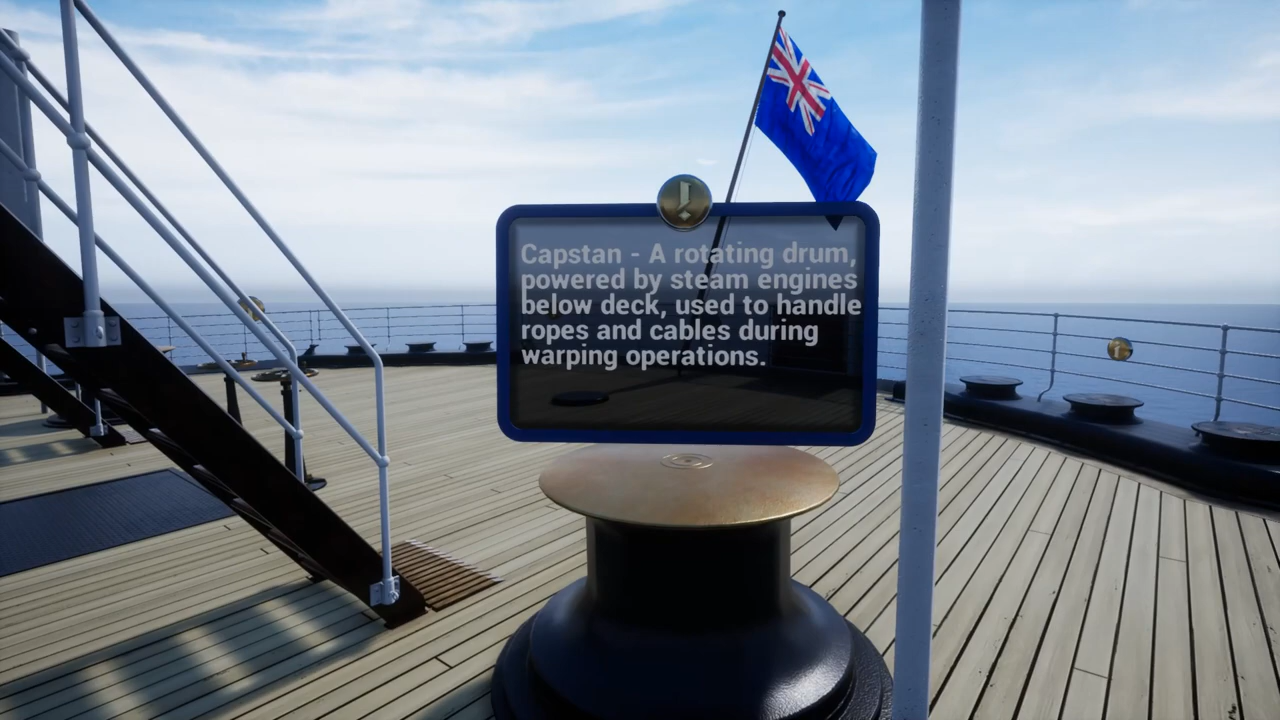 Capstan - A rotating drum,
powered by steam engines
below deck, used to handle
ropes and cables during
warping operations.